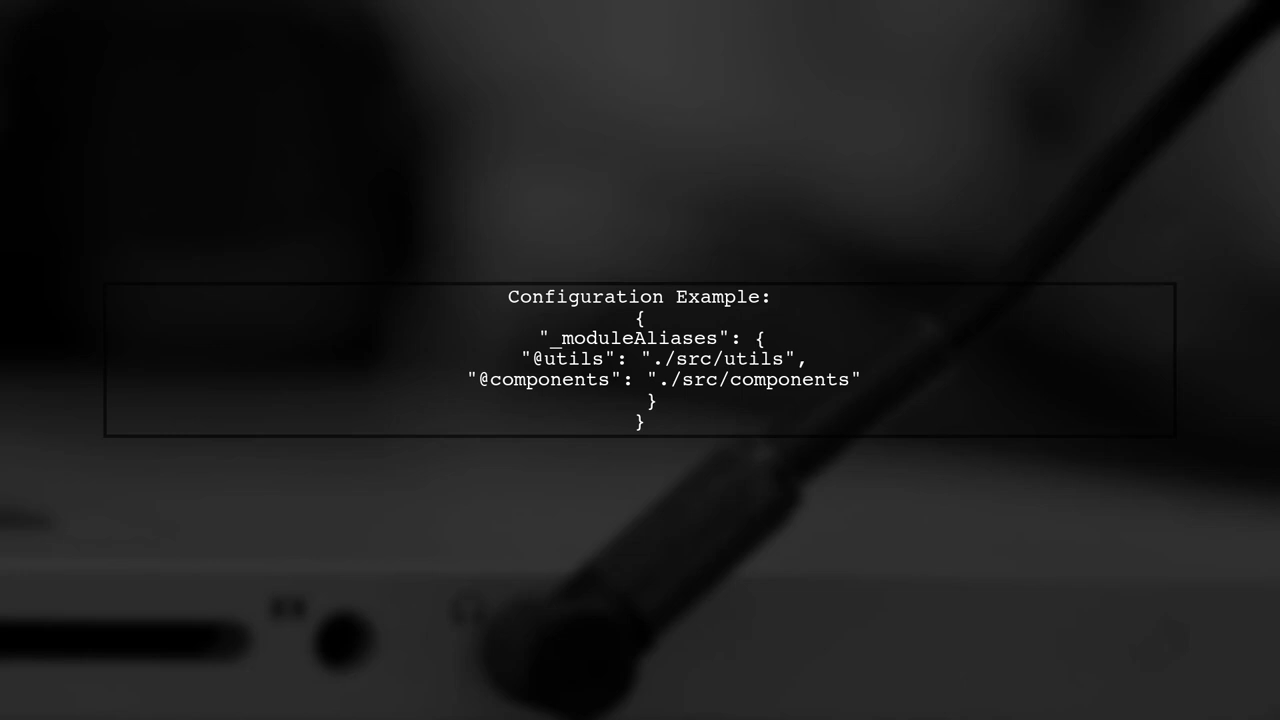 Configuration Example:
{
"_moduleAliases": {
"@utils": "./src/utils",
"@components": "./src/components"
}
}